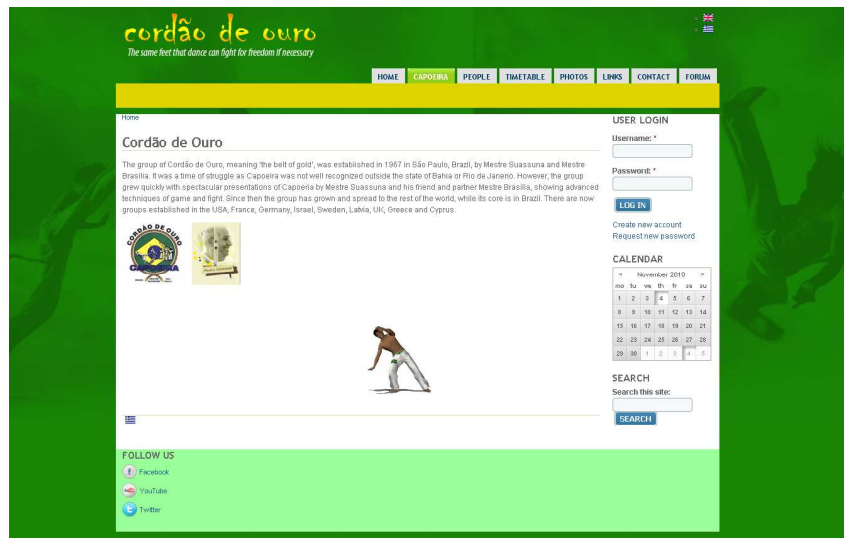 cordão de ouro
The same feet that dance can fight for freedom if necessary
HOME CAPOEIRA PEOPLE TIMETABLE PHOTOS LINKS CONTACT FORUM
Home
Cordão de Ouro
The group of Cordão de Ouro, meaning 'the belt of gold', was established in 1967 in São Paulo, Brazil, by Mestre Suassuna and Mestre
Brasília. It was a time of struggle as Capoeira was not well recognized outside the state of Bahia or Rio de Janerio. However, the group
grew quickly with spectacular presentations of Capoeria by Mestre Suassuna and his friend and partner Mestre Brasília, showing advanced
techniques of game and fight. Since then the group has grown and spread to the rest of the world, while its core is in Brazil. There are now
groups established in the USA, France, Germany, Israel, Sweden, Latvia, UK, Greece and Cyprus.
CORDÃO DE OURO
CAPOEIRA
USER LOGIN
Username: *
Password: *
LOG IN
Create new account
Request new password
CALENDAR
November 2010
mo tu we th fr sa su
1 2 3 4 5 6 7
8 9 10 11 12 13 14
15 16 17 18 19 20 21
22 23 24 25 26 27 28
29 30 1 2 3 4 5
SEARCH
Search this site:
SEARCH
FOLLOW US
Facebook
YouTube
Twitter